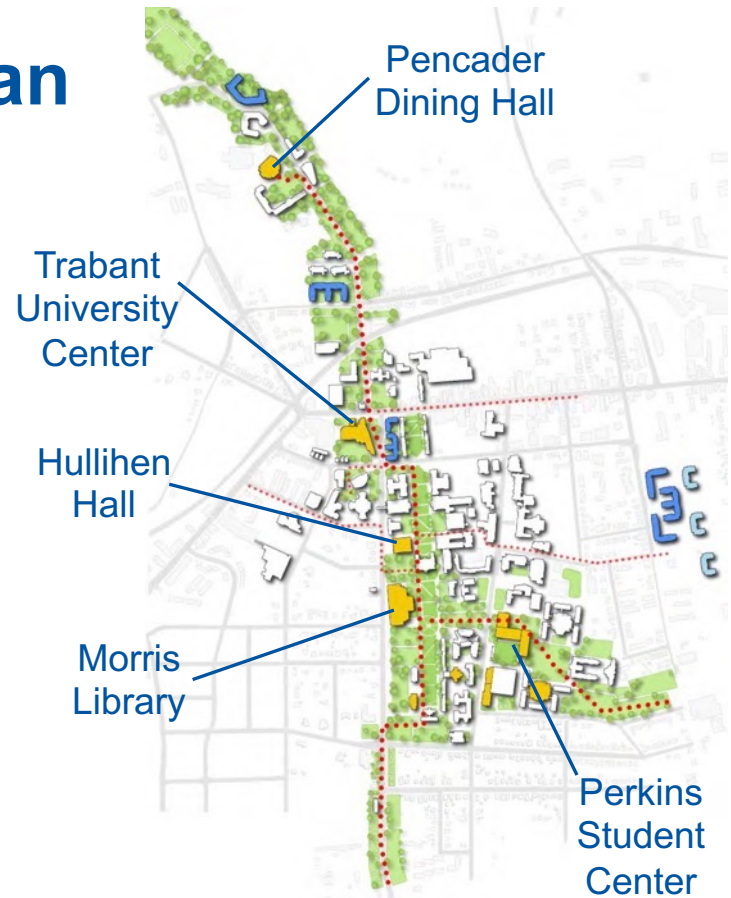 an
Pencader
Dining Hall
Trabant
University
Center
Hullihen
Hall
Morris
Library
Perkins
Student
Center